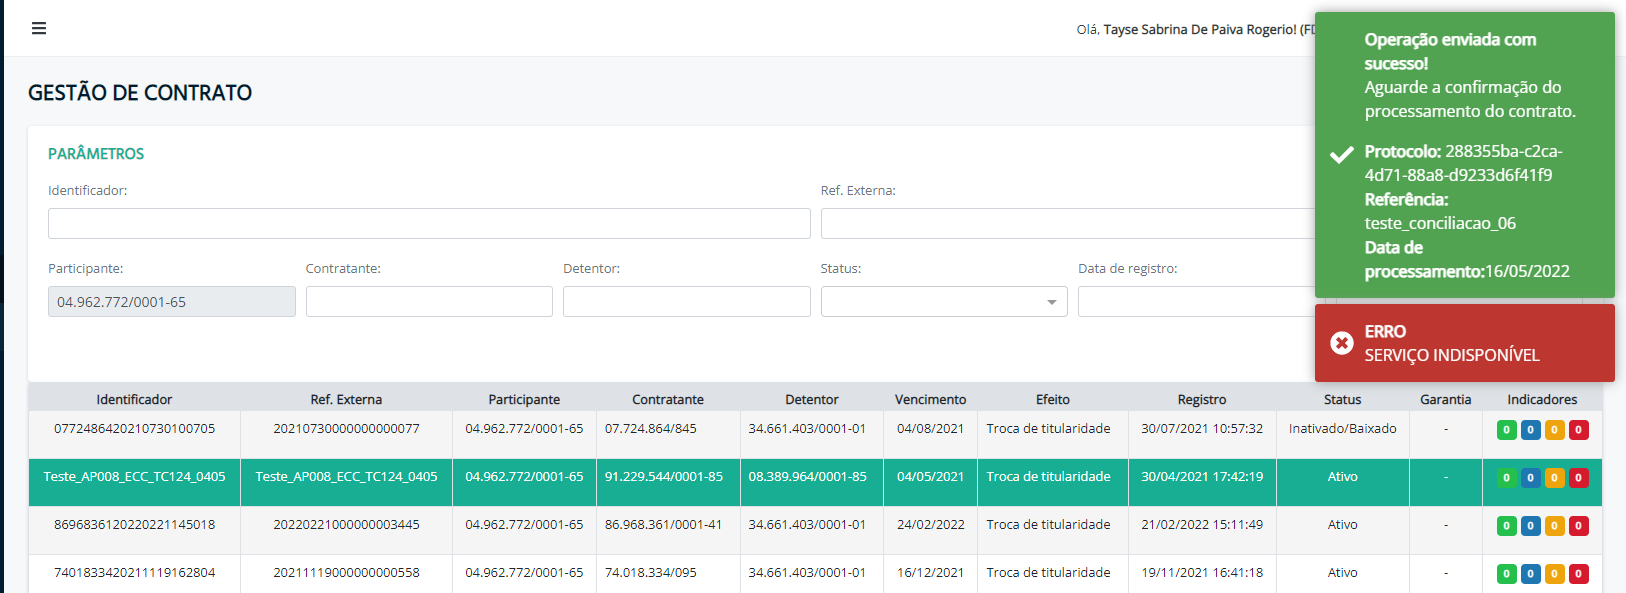 Olá, Tayse Sabrina De Paiva Rogerio! (FD
GESTÃO DE CONTRATO
PARÂMETROS
Identificador:
Ref. Externa:
Participante:
Contratante:
Detentor:
Status:
Data de registro:
04.962.772/0001-65
Operação enviada com
sucesso!
Aguarde a confirmação do
processamento do contrato.
Protocolo: 288355ba-c2ca-
4d71-88a8-d9233d6f41f9
Referência:
teste_conciliacao_06
Data de
processamento:16/05/2022
ERRO
SERVIÇO INDISPONÍVEL
Identificador Ref. Externa Participante Contratante Detentor Vencimento Efeito Registro Status Garantia Indicadores
0772486420210730100705 20210730000000000077 04.962.772/0001-65 07.724.864/845 34.661.403/0001-01 04/08/2021 Troca de titularidade 30/07/2021 10:57:32 Inativado/Baixado - 0 0 0 0
Teste_AP008_ECC_TC124_0405 Teste_AP008_ECC_TC124_0405 04.962.772/0001-65 91.229.544/0001-85 08.389.964/0001-85 04/05/2021 Troca de titularidade 30/04/2021 17:42:19 Ativo - 0 0 0 0
8696836120220221145018 20220221000000003445 04.962.772/0001-65 86.968.361/0001-41 34.661.403/0001-01 24/02/2022 Troca de titularidade 21/02/2022 15:11:49 Ativo - 0 0 0 0
7401833420211119162804 20211119000000000558 04.962.772/0001-65 74.018.334/095 34.661.403/0001-01 16/12/2021 Troca de titularidade 19/11/2021 16:41:18 Ativo - 0 0 0 0